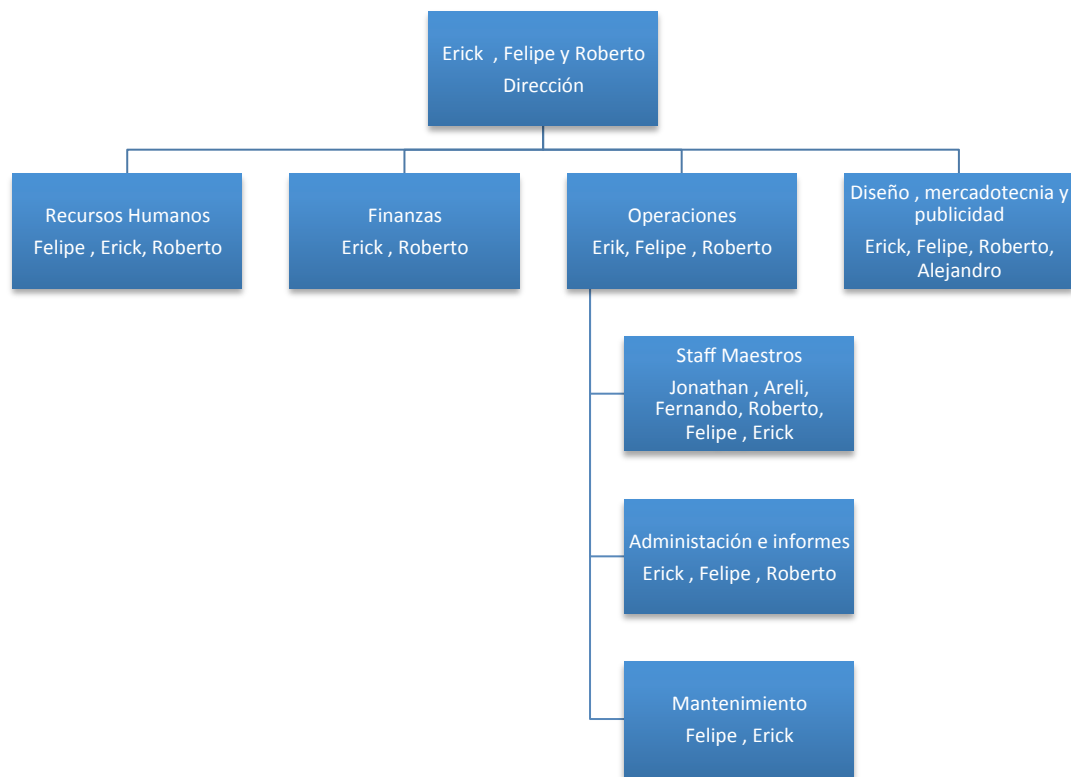 Erick , Felipe y Roberto
Dirección
Recursos Humanos
Felipe , Erick, Roberto
Finanzas
Erick , Roberto
Operaciones
Erik, Felipe , Roberto
Diseño , mercadotecnia y
publicidad
Erick, Felipe, Roberto,
Alejandro
Staff Maestros
Jonathan , Areli,
Fernando, Roberto,
Felipe , Erick
Administación e informes
Erick , Felipe , Roberto
Mantenimiento
Felipe , Erick